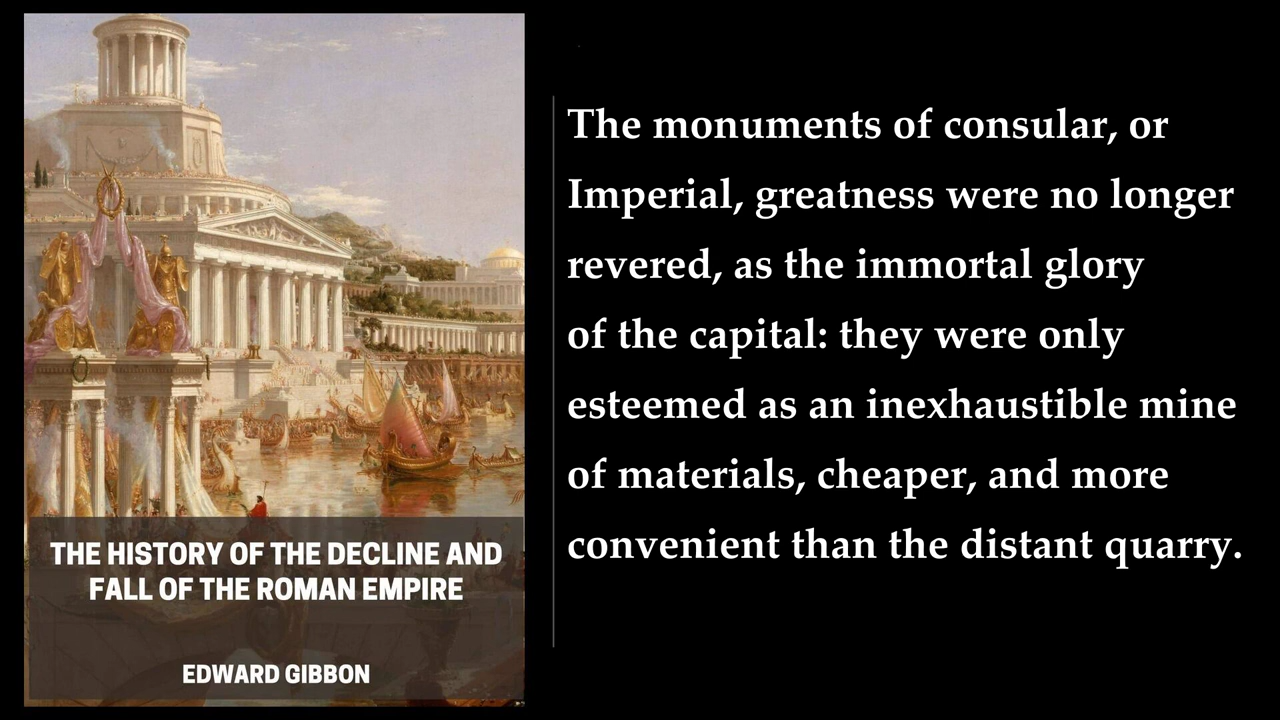 THE HISTORY OF THE DECLINE AND
FALL OF THE ROMAN EMPIRE
EDWARD GIBBON
The monuments of consular, or
Imperial, greatness were no longer
revered, as the immortal glory
of the capital: they were only
esteemed as an inexhaustible mine
of materials, cheaper, and more
convenient than the distant quarry.